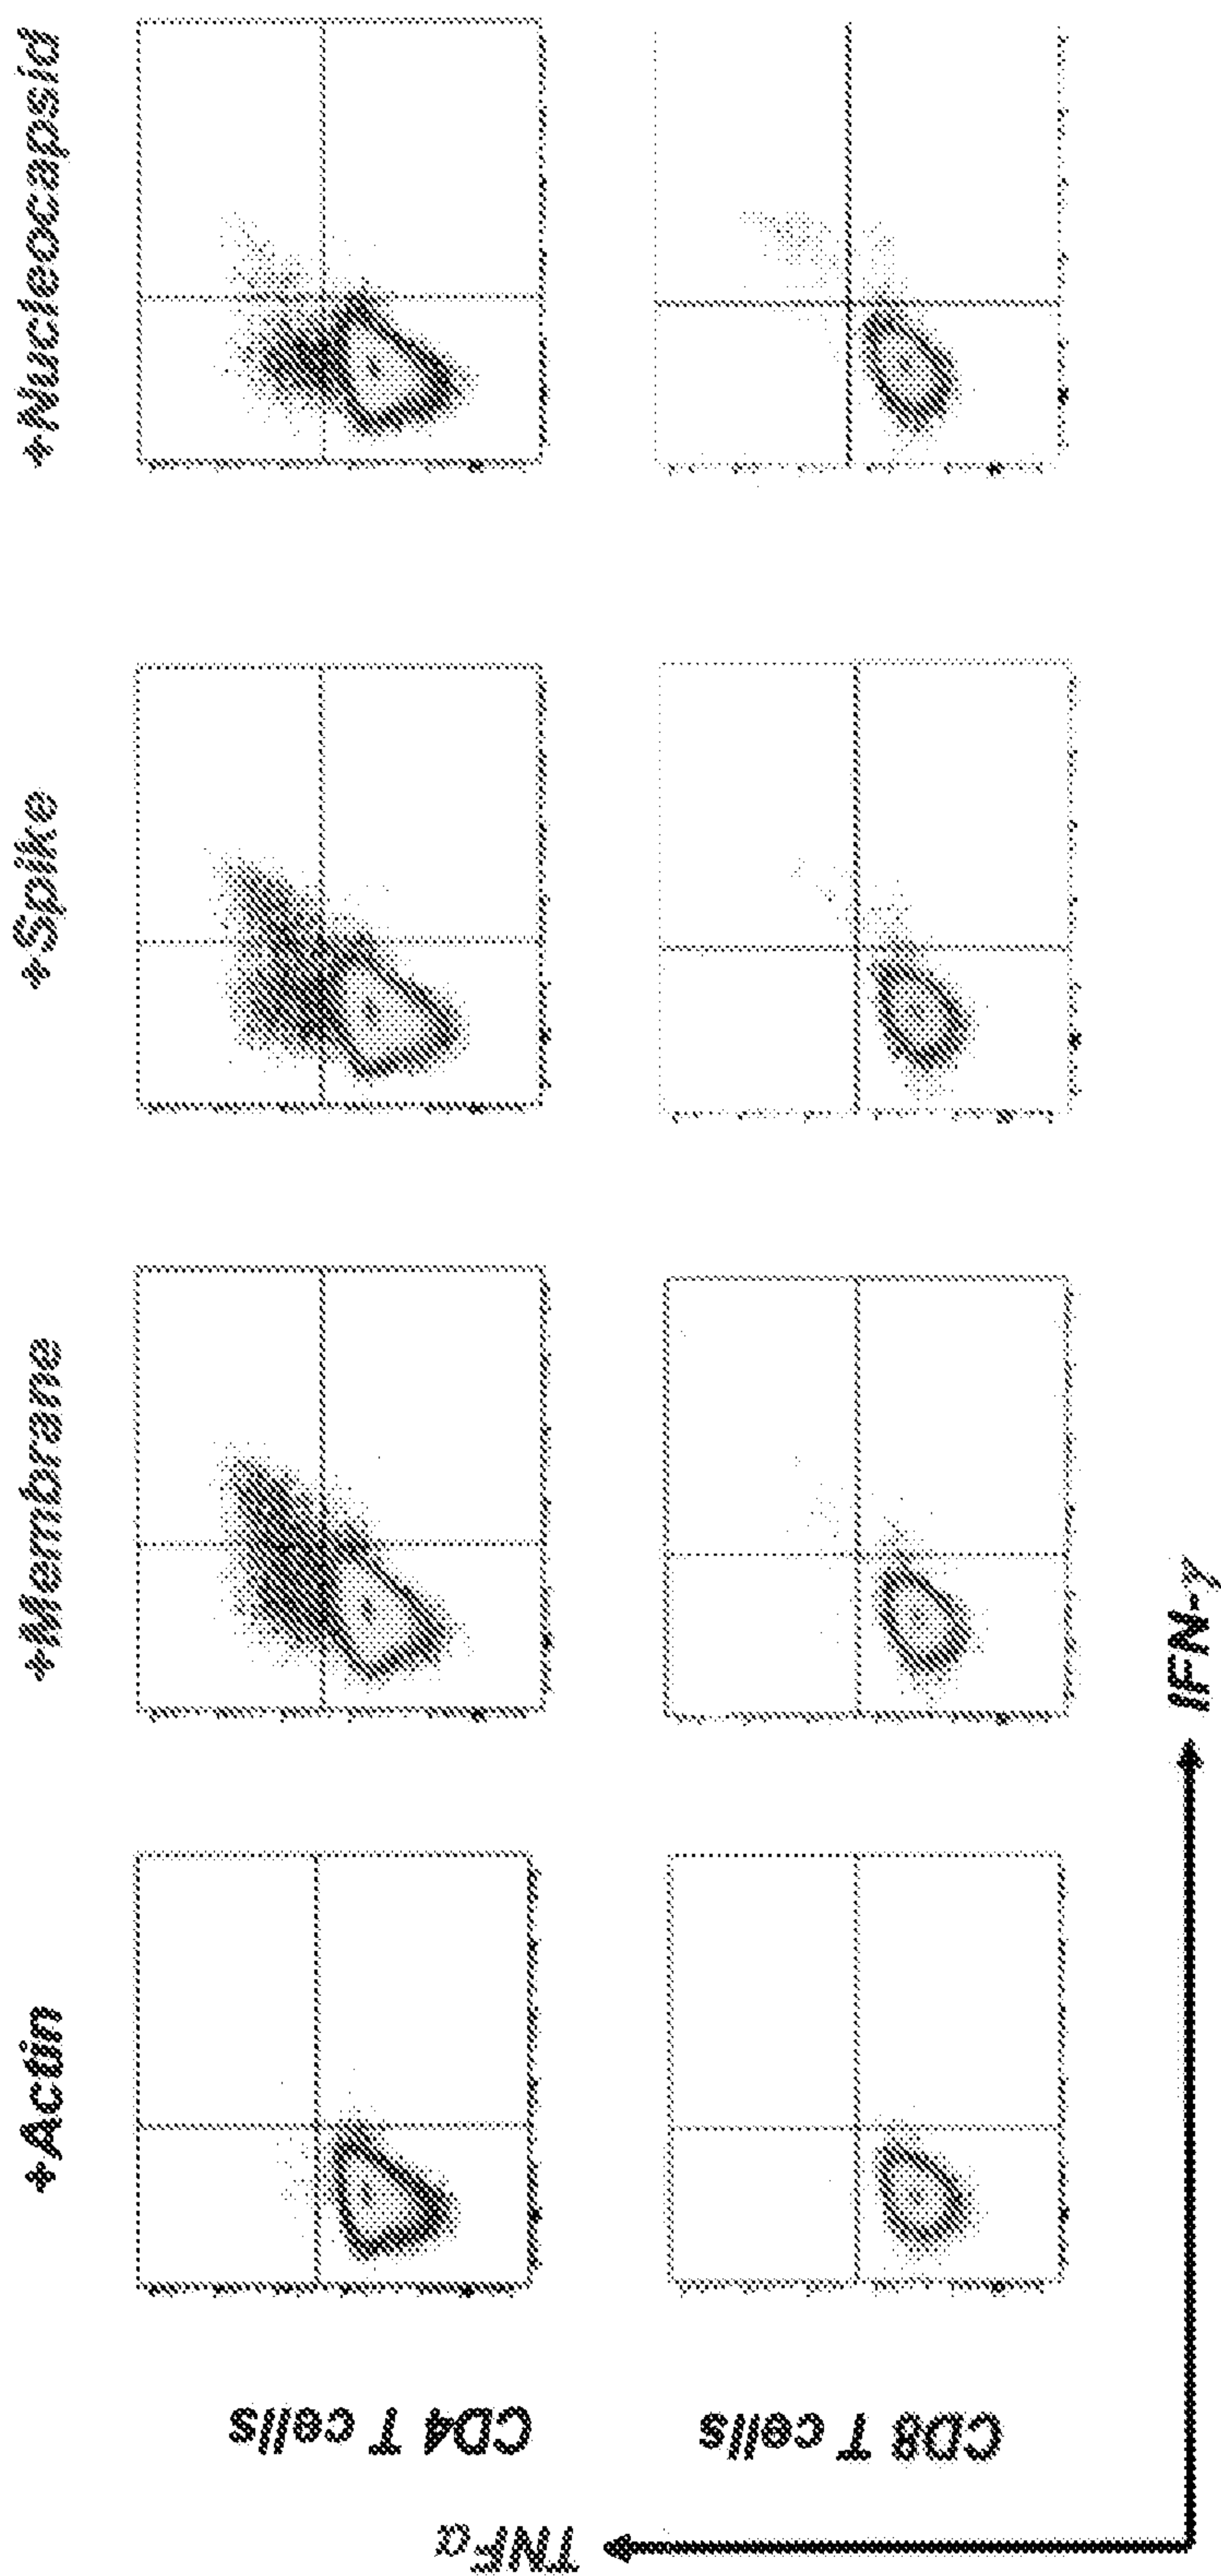 +Actin
+Membrane
+Spike
+Nucleocapsid
CD4 T cells
CD8 T cells
TNFα
IFN-γ